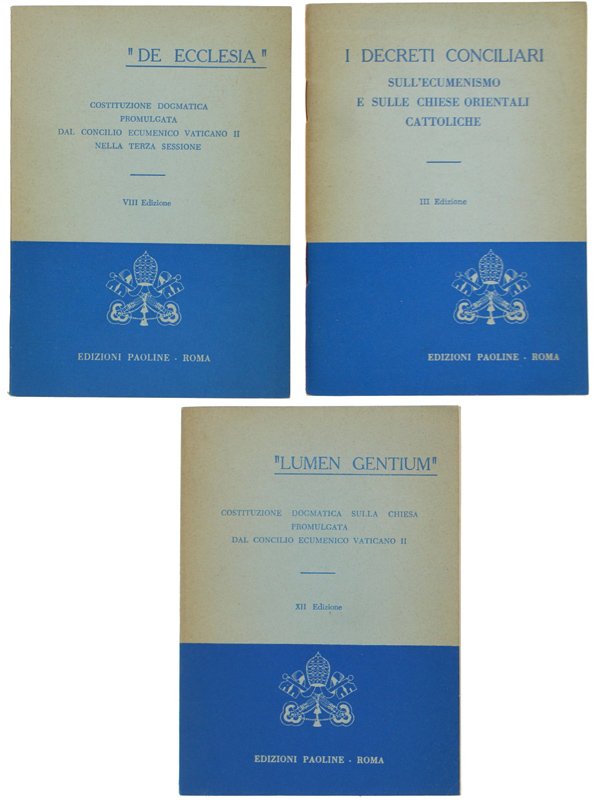 "DE ECCLESIA"
COSTITUZIONE DOGMATICA
PROMULGATA
DAL CONCILIO ECUMENICO VATICANO II
NELLA TERZA SESSIONE
VIII Edizione
EDIZIONI PAOLINE - ROMA
I DECRETI CONCILIARI
SULL'ECUMENISMO
E SULLE CHIESE ORIENTALI
CATTOLICHE
III Edizione
EDIZIONI PAOLINE - ROMA
"LUMEN GENTIUM"
COSTITUZIONE DOGMATICA SULLA CHIESA
PROMULGATA
DAL CONCILIO ECUMENICO VATICANO II
XII Edizione
EDIZIONI PAOLINE - ROMA